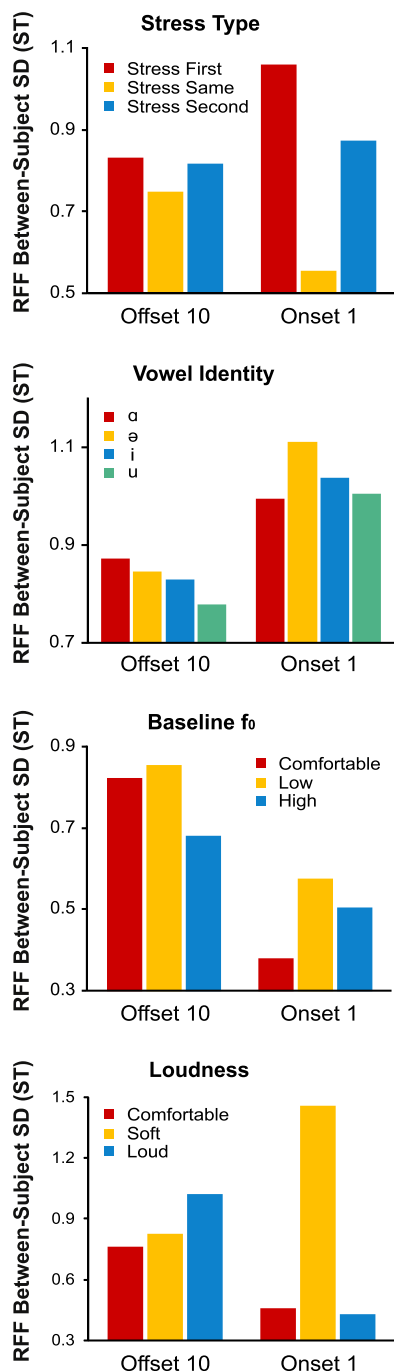 Stress Type
RFF Between-Subject SD (ST)
1.1
0.9
0.7
0.5
Stress First
Stress Same
Stress Second
Offset 10
Onset 1
Vowel Identity
RFF Between-Subject SD (ST)
1.1
0.9
0.7
ɑ
ə
i
u
Offset 10
Onset 1
Baseline f₀
RFF Between-Subject SD (ST)
0.9
0.7
0.5
0.3
Comfortable
Low
High
Offset 10
Onset 1
Loudness
RFF Between-Subject SD (ST)
1.5
1.2
0.9
0.6
0.3
Comfortable
Soft
Loud
Offset 10
Onset 1